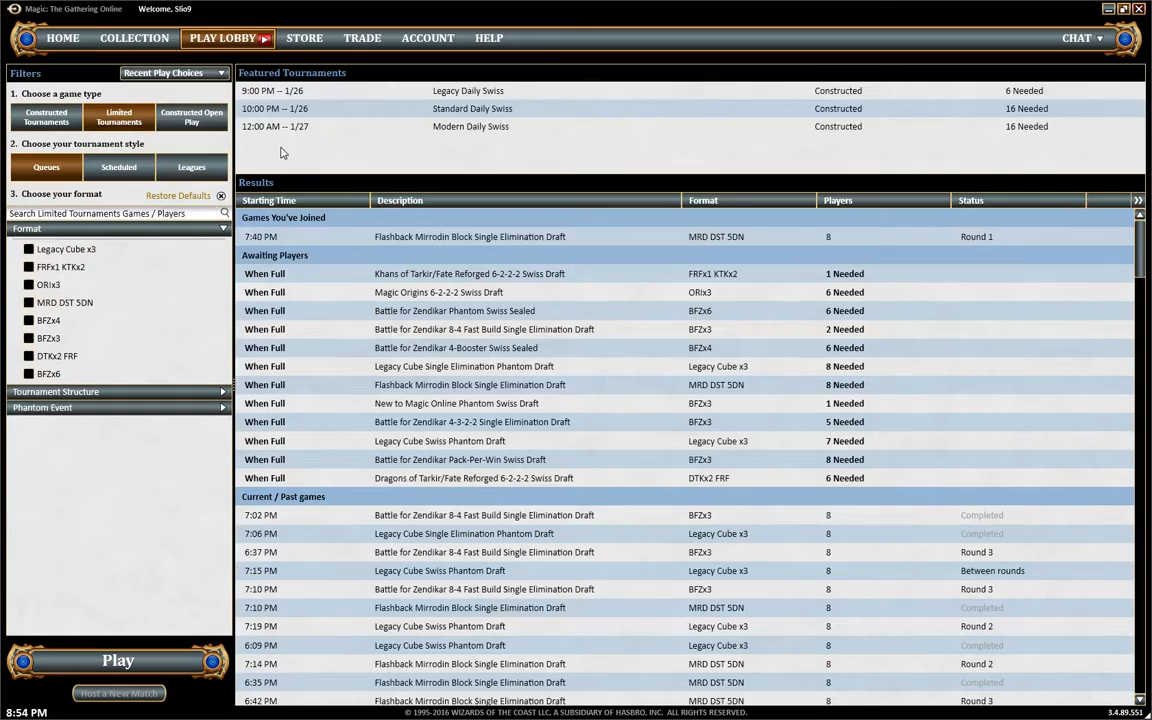 Magic: The Gathering Online Welcome, Slio9
HOME COLLECTION PLAY LOBBY STORE TRADE ACCOUNT HELP CHAT
Filters Recent Play Choices
1. Choose a game type
Constructed Tournaments Limited Tournaments Constructed Open Play
2. Choose your tournament style
Queues Scheduled Leagues
3. Choose your format Restore Defaults
Search Limited Tournaments Games / Players
Format
Legacy Cube x3
FRFx1 KTKx2
ORIx3
MRD DST 5DN
BFZx4
BFZx3
DTKx2 FRF
BFZx6
Tournament Structure
Phantom Event
Play
Host a New Match
8:54 PM
Featured Tournaments
9:00 PM -- 1/26 Legacy Daily Swiss Constructed 6 Needed
10:00 PM -- 1/26 Standard Daily Swiss Constructed 16 Needed
12:00 AM -- 1/27 Modern Daily Swiss Constructed 16 Needed
Results
Starting Time Description Format Players Status
Games You've Joined
7:40 PM Flashback Mirrodin Block Single Elimination Draft MRD DST 5DN 8 Round 1
Awaiting Players
When Full Khans of Tarkir/Fate Reforged 6-2-2-2 Swiss Draft FRFx1 KTKx2 1 Needed
When Full Magic Origins 6-2-2-2 Swiss Draft ORIx3 6 Needed
When Full Battle for Zendikar Phantom Swiss Sealed BFZx6 6 Needed
When Full Battle for Zendikar 8-4 Fast Build Single Elimination Draft BFZx3 2 Needed
When Full Battle for Zendikar 4-Booster Swiss Sealed BFZx4 6 Needed
When Full Legacy Cube Single Elimination Phantom Draft Legacy Cube x3 8 Needed
When Full Flashback Mirrodin Block Single Elimination Draft MRD DST 5DN 8 Needed
When Full New to Magic Online Phantom Swiss Draft BFZx3 1 Needed
When Full Battle for Zendikar 4-3-2-2 Single Elimination Draft BFZx3 5 Needed
When Full Legacy Cube Swiss Phantom Draft Legacy Cube x3 7 Needed
When Full Battle for Zendikar Pack-Per-Win Swiss Draft BFZx3 8 Needed
When Full Dragons of Tarkir/Fate Reforged 6-2-2-2 Swiss Draft DTKx2 FRF 6 Needed
Current / Past games
7:02 PM Battle for Zendikar 8-4 Fast Build Single Elimination Draft BFZx3 8 Completed
7:06 PM Legacy Cube Single Elimination Phantom Draft Legacy Cube x3 8 Completed
6:37 PM Battle for Zendikar 8-4 Fast Build Single Elimination Draft BFZx3 8 Round 3
7:15 PM Legacy Cube Swiss Phantom Draft Legacy Cube x3 8 Between rounds
7:10 PM Battle for Zendikar 8-4 Fast Build Single Elimination Draft BFZx3 8 Round 3
7:10 PM Flashback Mirrodin Block Single Elimination Draft MRD DST 5DN 8 Completed
7:19 PM Legacy Cube Swiss Phantom Draft Legacy Cube x3 8 Round 2
6:09 PM Legacy Cube Swiss Phantom Draft Legacy Cube x3 8 Completed
7:14 PM Flashback Mirrodin Block Single Elimination Draft MRD DST 5DN 8 Round 2
6:35 PM Flashback Mirrodin Block Single Elimination Draft MRD DST 5DN 8 Completed
6:42 PM Flashback Mirrodin Block Single Elimination Draft MRD DST 5DN 8 Round 3
© 1995-2016 WIZARDS OF THE COAST LLC, A SUBSIDIARY OF HASBRO, INC. ALL RIGHTS RESERVED. 3.4.89.551